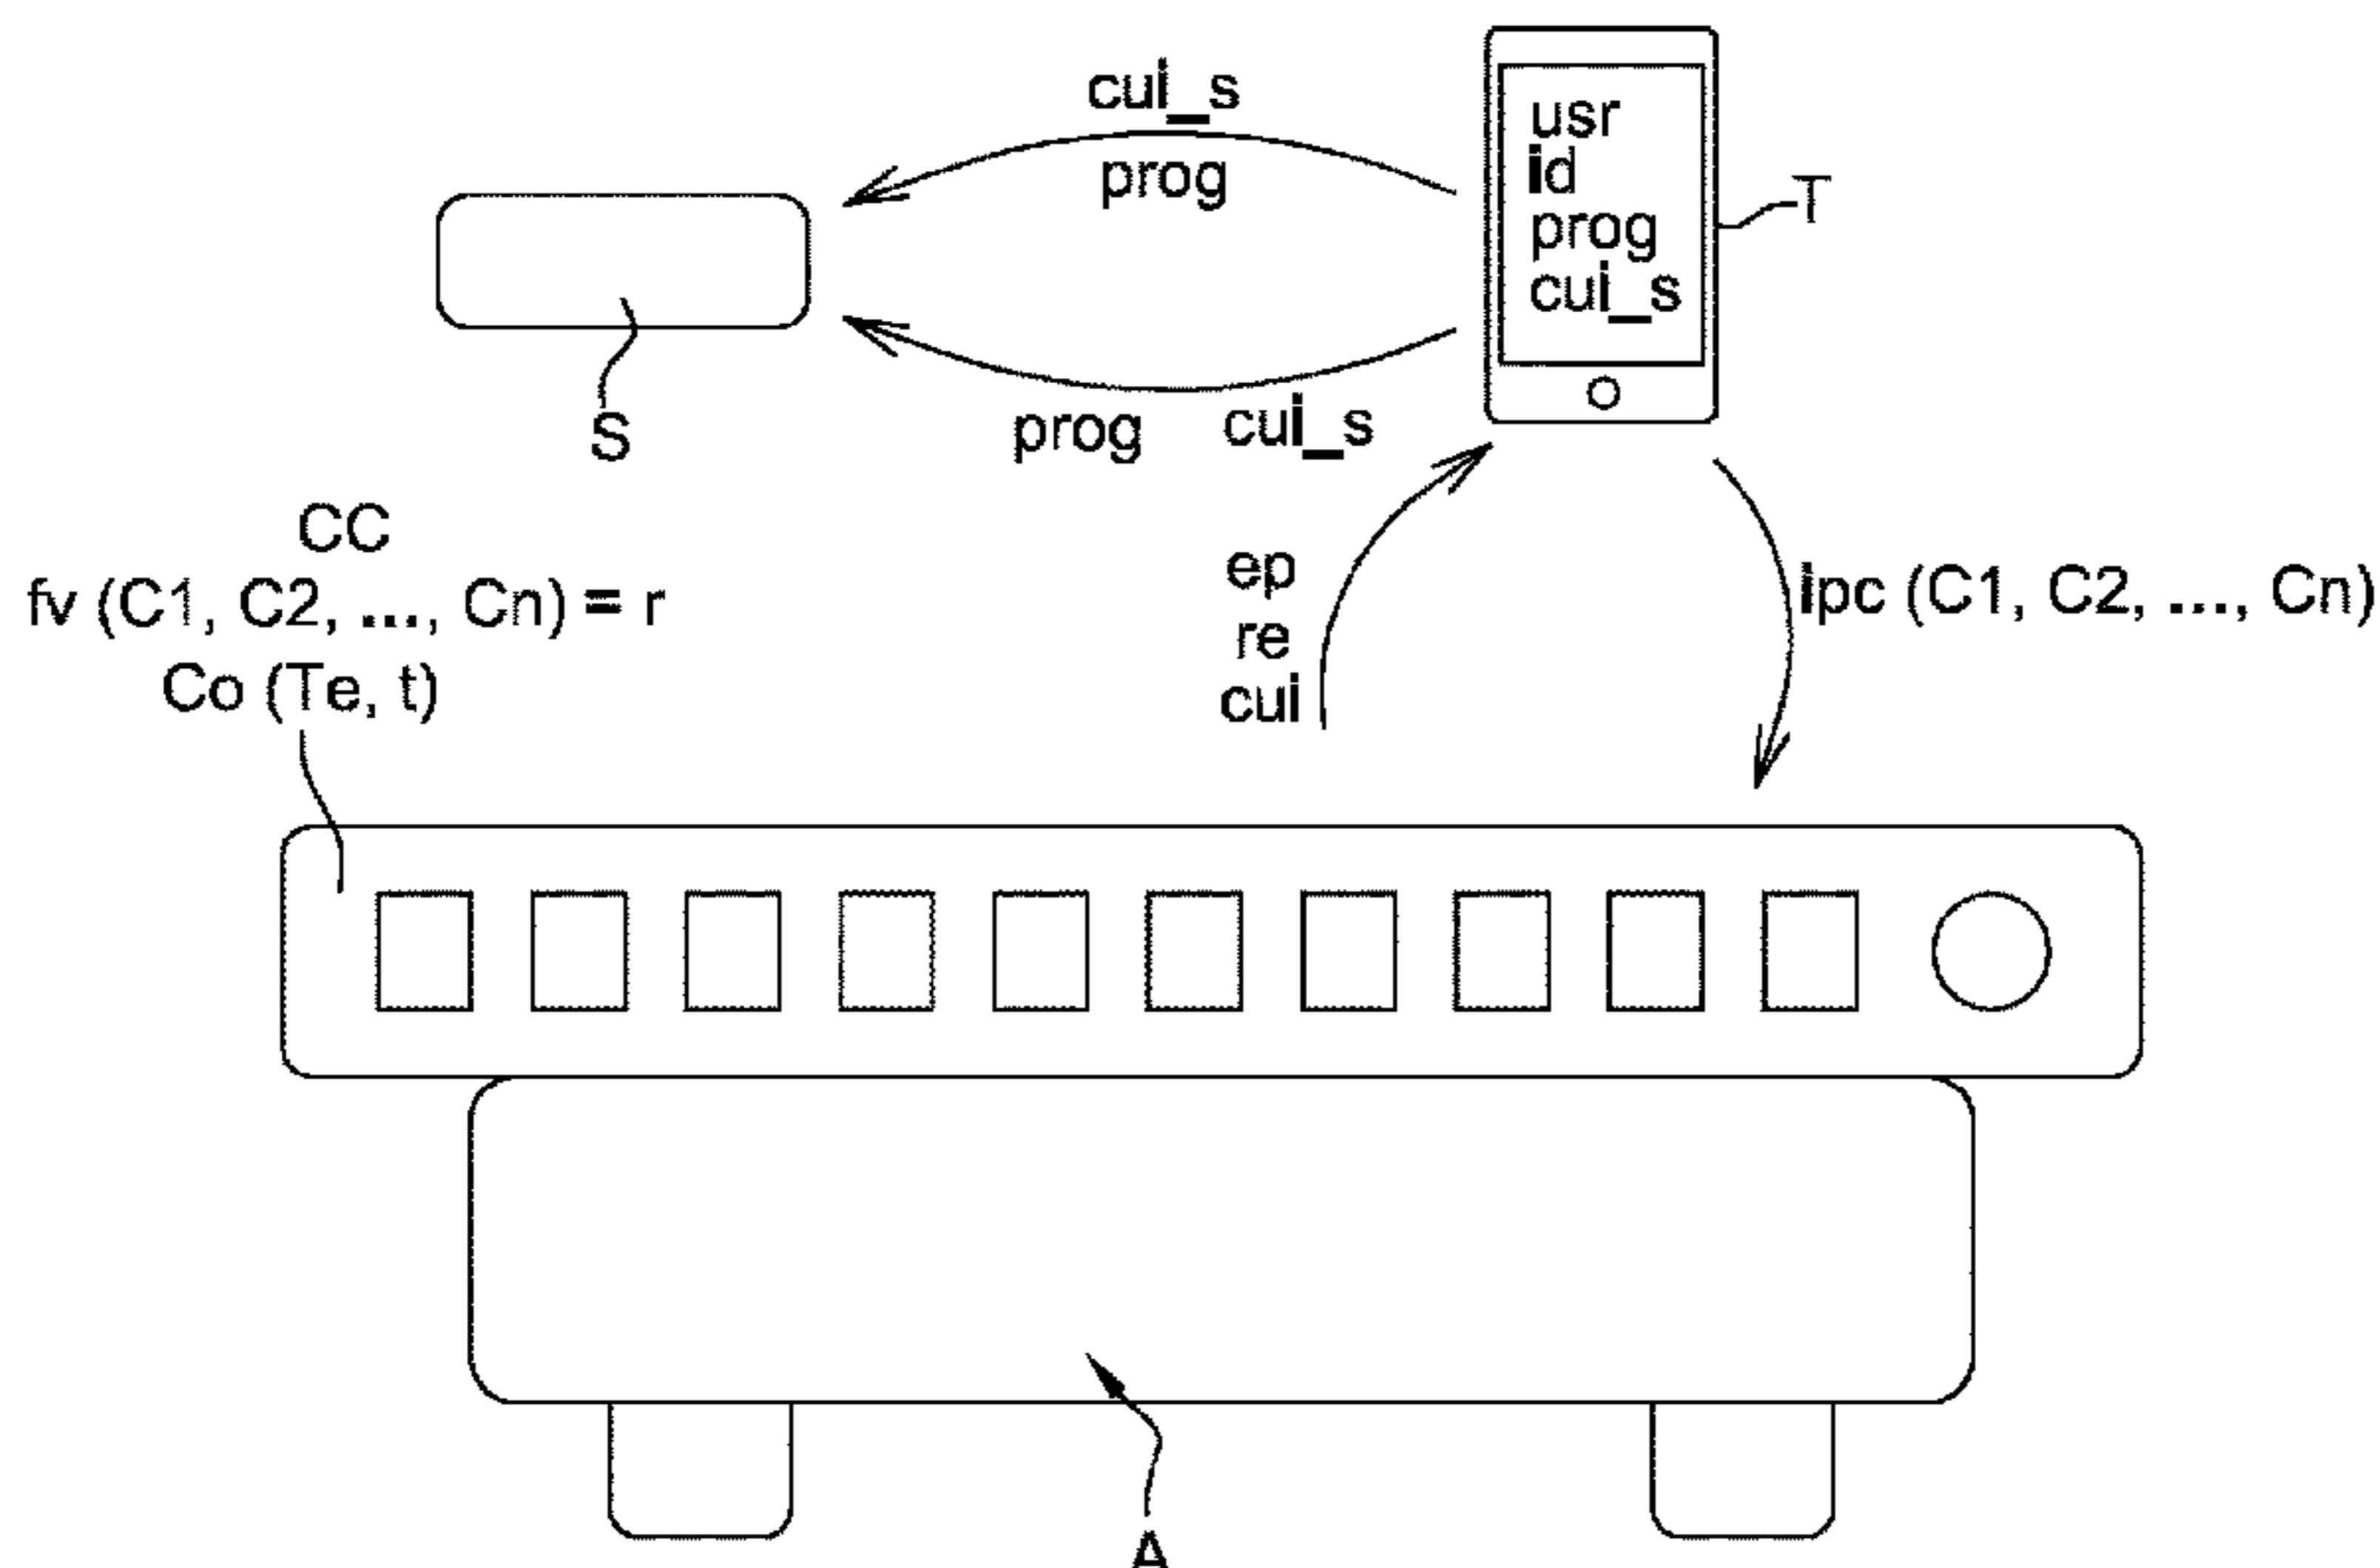 cui_s
prog
usr
id
prog
cui_s
T
prog cui_s
S
CC
fv (C1, C2, ..., Cn) = r
Co (Te, t)
ep
re
cui
Ipc (C1, C2, ..., Cn)
A